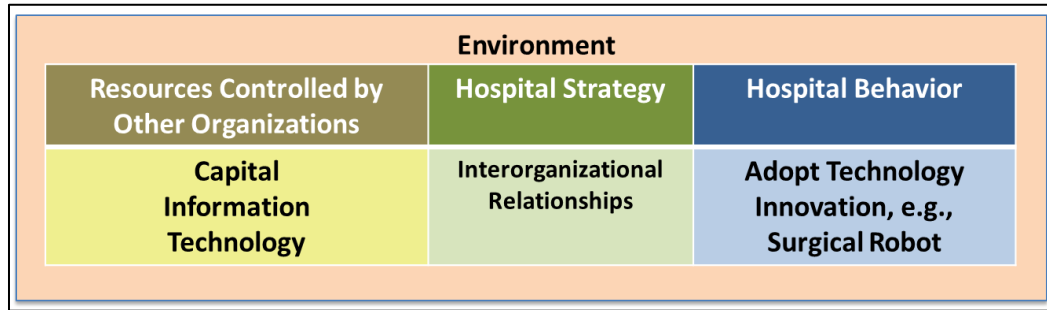 Environment
Resources Controlled by
Other Organizations
Hospital Strategy
Hospital Behavior
Capital
Information
Technology
Interorganizational
Relationships
Adopt Technology
Innovation, e.g.,
Surgical Robot